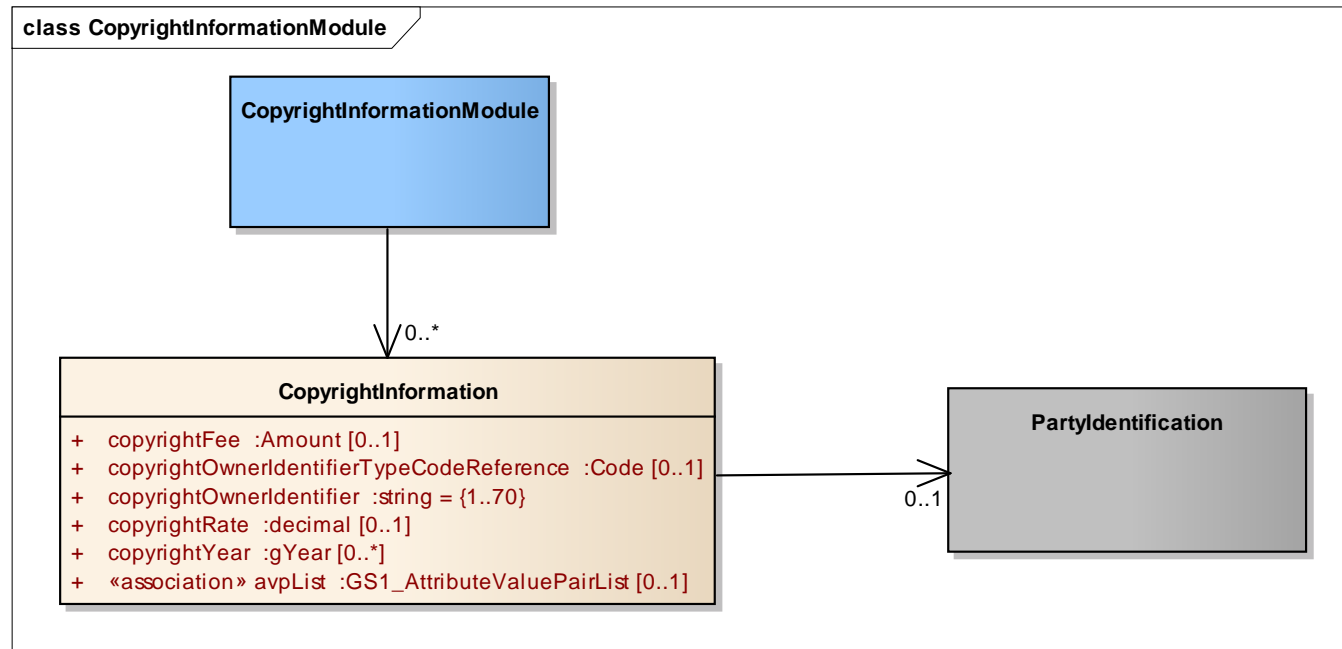 class CopyrightInformationModule
CopyrightInformationModule
0..*
CopyrightInformation
+ copyrightFee :Amount [0..1]
+ copyrightOwnerIdentifierTypeCodeReference :Code [0..1]
+ copyrightOwnerIdentifier :string = {1..70}
+ copyrightRate :decimal [0..1]
+ copyrightYear :gYear [0..*]
+ «association» avpList :GS1_AttributeValuePairList [0..1]
0..1
PartyIdentification